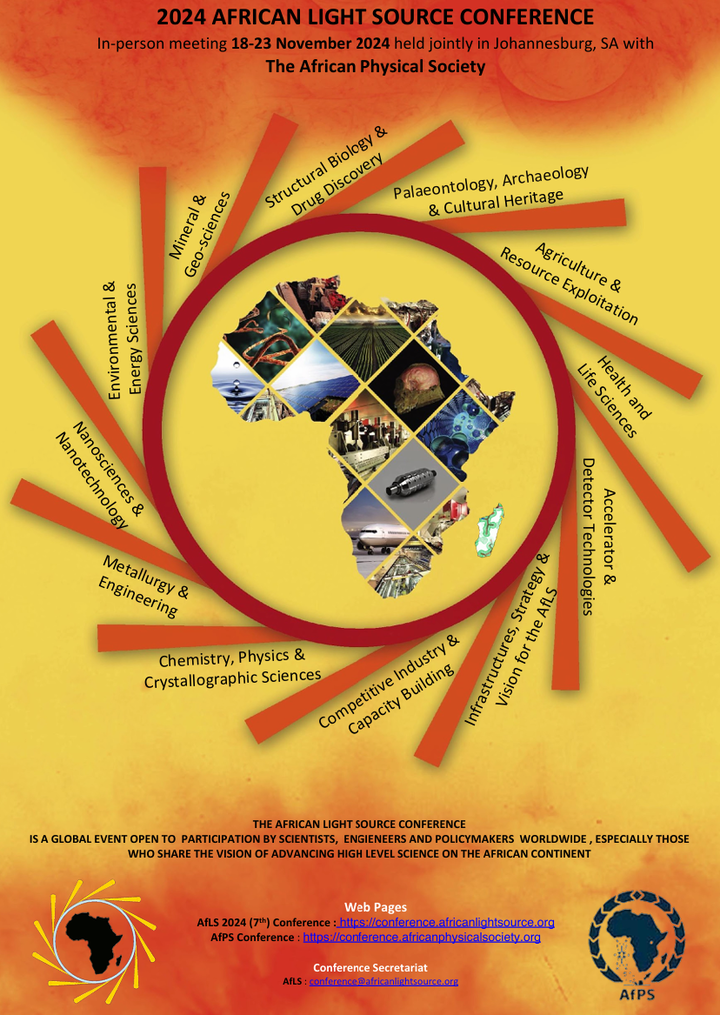 2024 AFRICAN LIGHT SOURCE CONFERENCE
In-person meeting 18-23 November 2024 held jointly in Johannesburg, SA with
The African Physical Society
Structural Biology &
Drug Discovery
Palaeontology, Archaeology
& Cultural Heritage
Agriculture &
Resource Exploitation
Health and
Life Sciences
Accelerator &
Detector Technologies
Infrastructures, Strategy &
Vision for the AfLS
Competitive Industry &
Capacity Building
Chemistry, Physics &
Crystallographic Sciences
Metallurgy &
Engineering
Nanosciences &
Nanotechnology
Environmental &
Energy Sciences
Mineral &
Geo-sciences
THE AFRICAN LIGHT SOURCE CONFERENCE
IS A GLOBAL EVENT OPEN TO PARTICIPATION BY SCIENTISTS, ENGIENEERS AND POLICYMAKERS WORLDWIDE , ESPECIALLY THOSE
WHO SHARE THE VISION OF ADVANCING HIGH LEVEL SCIENCE ON THE AFRICAN CONTINENT
Web Pages
AfLS 2024 (7th) Conference : https://conference.africanlightsource.org
AfPS Conference : https://conference.africanphysicalsociety.org
Conference Secretariat
AfLS : conference@africanlightsource.org
AfPS